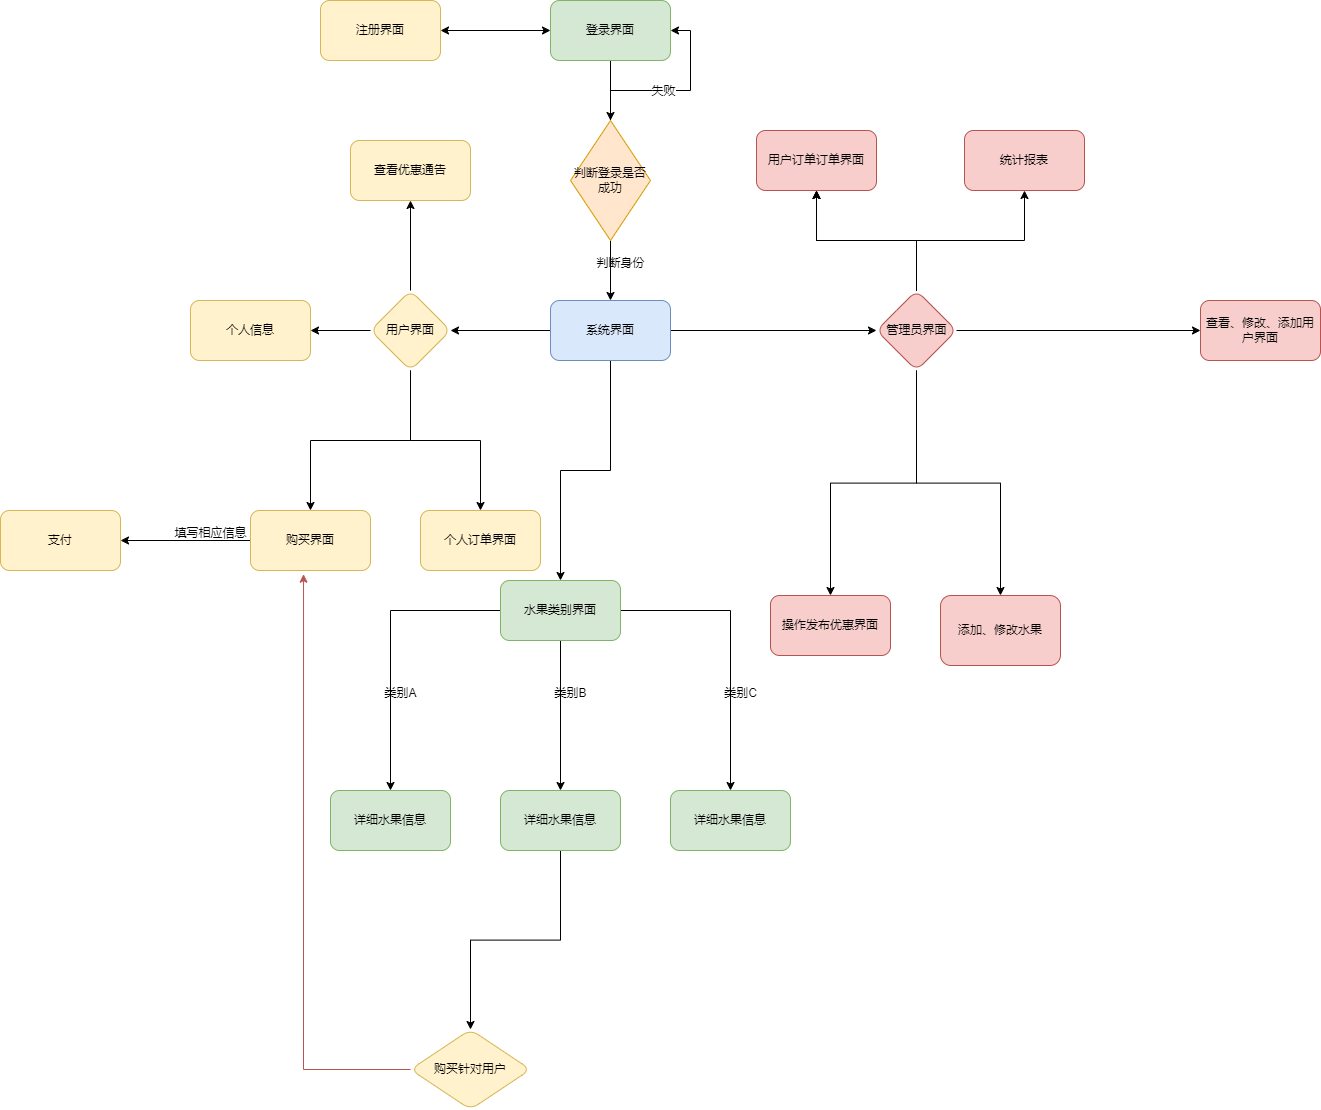 注册界面
登录界面
失败
用户订单订单界面
统计报表
查看优惠通告
判断登录是否
成功
判断身份
个人信息
用户界面
系统界面
管理员界面
查看、修改、添加用
户界面
支付
填写相应信息
购买界面
个人订单界面
水果类别界面
操作发布优惠界面
添加、修改水果
类别A
类别B
类别C
详细水果信息
详细水果信息
详细水果信息
购买针对用户